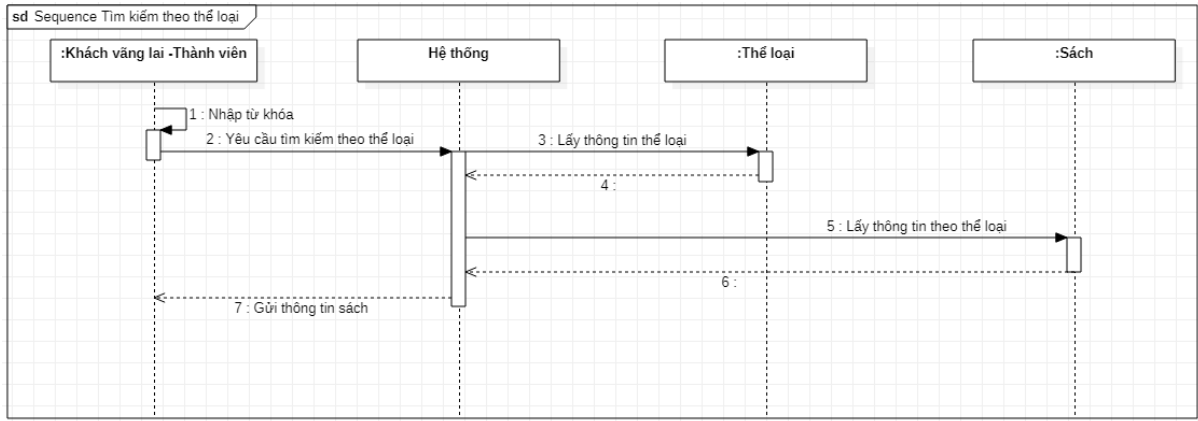 sd Sequence Tìm kiếm theo thể loại
:Khách vãng lai -Thành viên
Hệ thống
:Thể loại
:Sách
1 : Nhập từ khóa
2 : Yêu cầu tìm kiếm theo thể loại
3 : Lấy thông tin thể loại
4 :
5 : Lấy thông tin theo thể loại
6 :
7 : Gửi thông tin sách